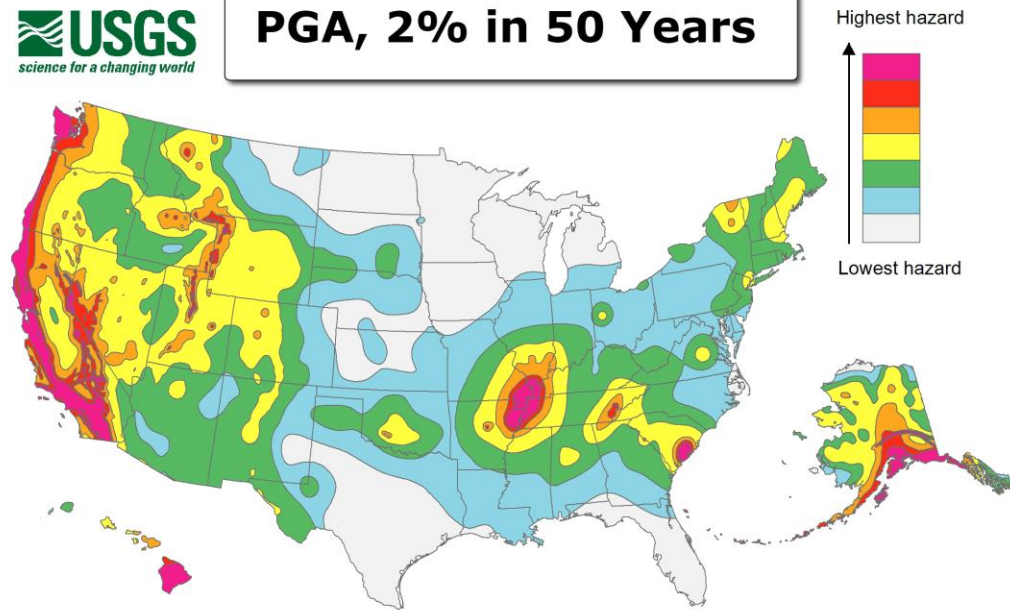 USGS
science for a changing world
PGA, 2% in 50 Years
Highest hazard
Lowest hazard